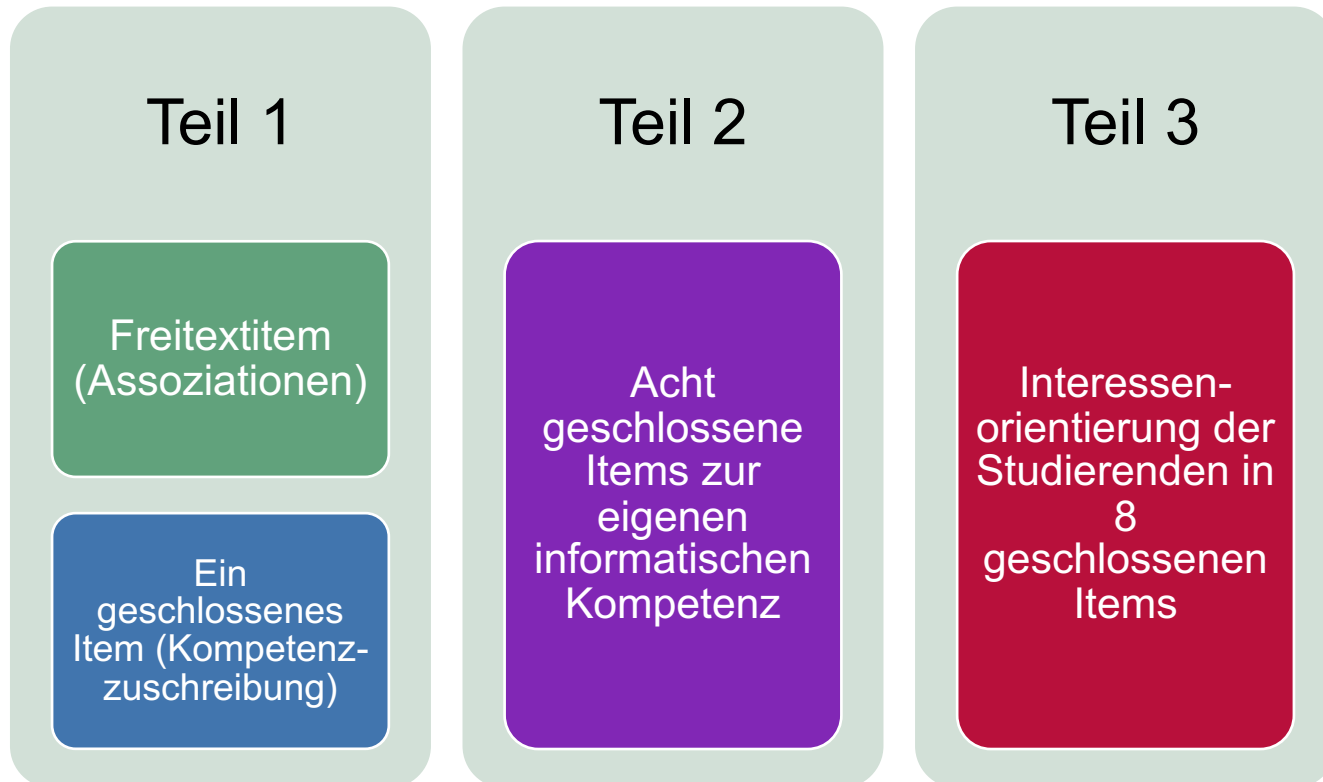 Teil 1
Freitextitem
(Assoziationen)
Ein
geschlossenes
Item (Kompetenz-
zuschreibung)
Teil 2
Acht
geschlossene
Items zur
eigenen
informatischen
Kompetenz
Teil 3
Interessen-
orientierung der
Studierenden in
8
geschlossenen
Items